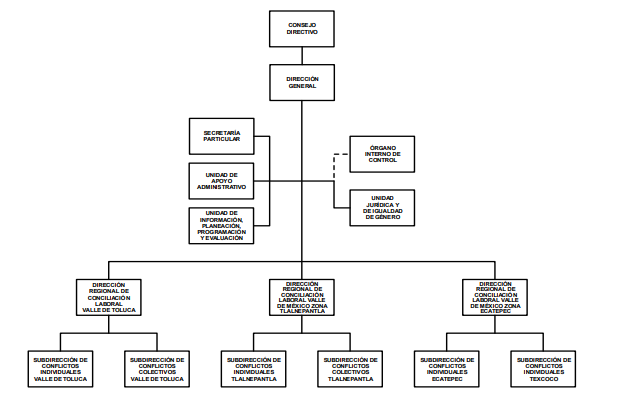 CONSEJO
DIRECTIVO
DIRECCIÓN
GENERAL
SECRETARÍA
PARTICULAR
ÓRGANO
INTERNO DE
CONTROL
UNIDAD DE
APOYO
ADMINISTRATIVO
UNIDAD
JURÍDICA Y
DE IGUALDAD
DE GÉNERO
UNIDAD DE
INFORMACIÓN,
PLANEACIÓN,
PROGRAMACIÓN
Y EVALUACIÓN
DIRECCIÓN
REGIONAL DE
CONCILIACIÓN
LABORAL
VALLE DE TOLUCA
DIRECCIÓN
REGIONAL DE
CONCILIACIÓN
LABORAL VALLE
DE MÉXICO ZONA
TLALNEPANTLA
DIRECCIÓN
REGIONAL DE
CONCILIACIÓN
LABORAL VALLE
DE MÉXICO ZONA
ECATEPEC
SUBDIRECCIÓN DE
CONFLICTOS
INDIVIDUALES
VALLE DE TOLUCA
SUBDIRECCIÓN DE
CONFLICTOS
COLECTIVOS
VALLE DE TOLUCA
SUBDIRECCIÓN DE
CONFLICTOS
INDIVIDUALES
TLALNEPANTLA
SUBDIRECCIÓN DE
CONFLICTOS
COLECTIVOS
TLALNEPANTLA
SUBDIRECCIÓN DE
CONFLICTOS
INDIVIDUALES
ECATEPEC
SUBDIRECCIÓN DE
CONFLICTOS
INDIVIDUALES
TEXCOCO